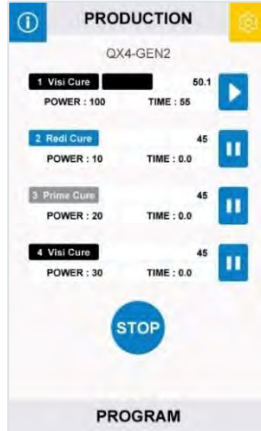 PRODUCTION
QX4-GEN2
1 Visi Cure 50.1
POWER : 100 TIME : 55
2 Redi Cure 45
POWER : 10 TIME : 0.0
3 Prime Cure 45
POWER : 20 TIME : 0.0
4 Visi Cure 45
POWER : 30 TIME : 0.0
STOP
PROGRAM